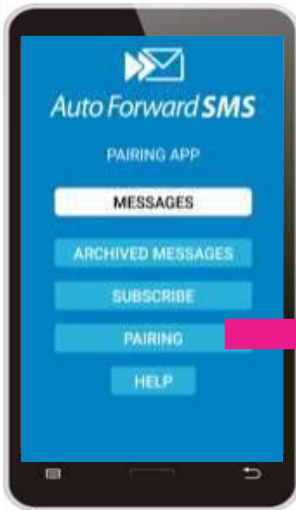 Auto Forward SMS
PAIRING APP
MESSAGES
ARCHIVED MESSAGES
SUBSCRIBE
PAIRING
HELP